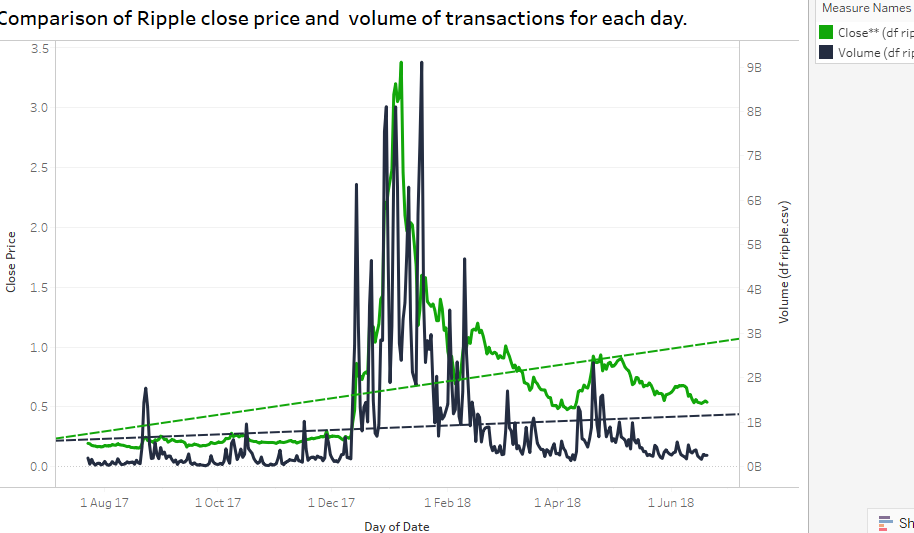 Comparison of Ripple close price and volume of transactions for each day.
Measure Names
Close** (df rip
Volume (df rip
3.5
3.0
2.5
2.0
1.5
1.0
0.5
0.0
Close Price
9B
8B
7B
6B
5B
4B
3B
2B
1B
0B
Volume (df ripple.csv)
1 Aug 17
1 Oct 17
1 Dec 17
1 Feb 18
1 Apr 18
1 Jun 18
Day of Date
Sh